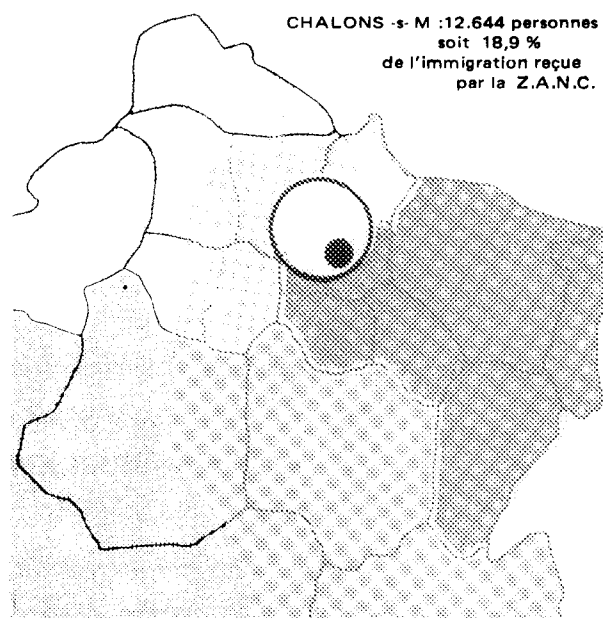 CHALONS -s- M :12.644 personnes
soit 18,9 %
de l'immigration reçue
par la Z.A.N.C.